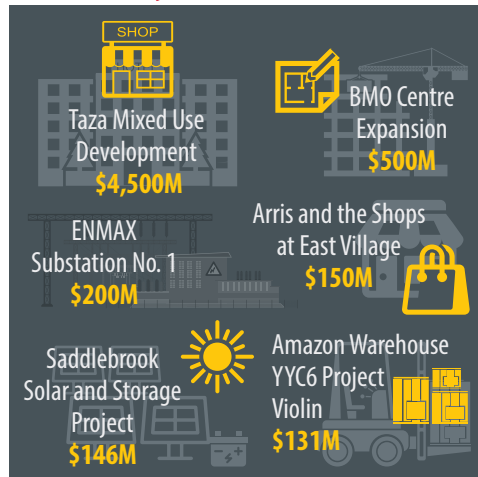 SHOP
Taza Mixed Use
Development
$4,500M
BMO Centre
Expansion
$500M
ENMAX
Substation No. 1
$200M
Arris and the Shops
at East Village
$150M
Saddlebrook
Solar and Storage
Project
$146M
Amazon Warehouse
YYC6 Project
Violin
$131M